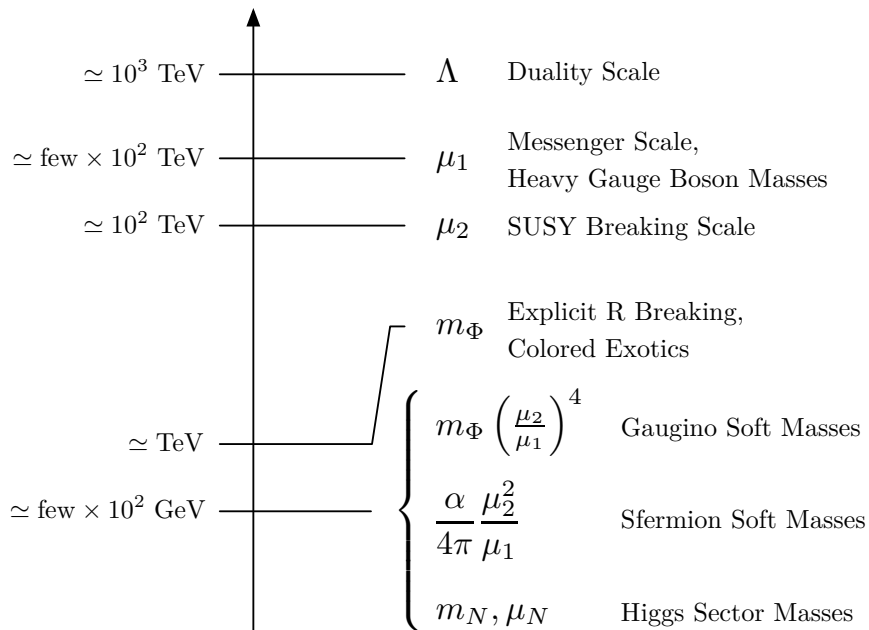 ≃ 10³ TeV Λ Duality Scale
≃ few × 10² TeV μ₁ Messenger Scale,
Heavy Gauge Boson Masses
≃ 10² TeV μ₂ SUSY Breaking Scale
m_Φ Explicit R Breaking,
Colored Exotics
≃ TeV m_Φ (μ₂/μ₁)⁴ Gaugino Soft Masses
≃ few × 10² GeV α/4π μ₂²/μ₁ Sfermion Soft Masses
m_N, μ_N Higgs Sector Masses